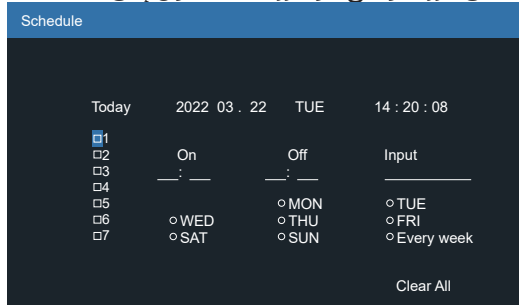 Schedule
Today 2022 03 . 22 TUE 14 : 20 : 08
□1
□2 On Off Input
□3 __: __ __: __ ________
□4
□5 ○ MON ○ TUE
□6 ○ WED ○ THU ○ FRI
□7 ○ SAT ○ SUN ○ Every week
Clear All